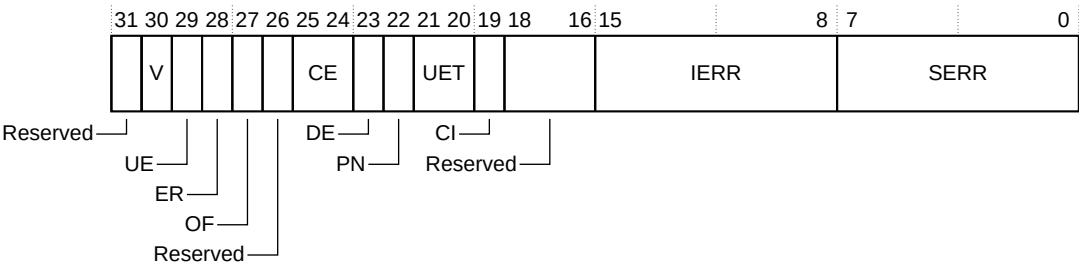 31 30 29 28 27 26 25 24 23 22 21 20 19 18 16 15 8 7 0
V CE UET IERR SERR
Reserved DE CI
UE PN Reserved
ER
OF
Reserved